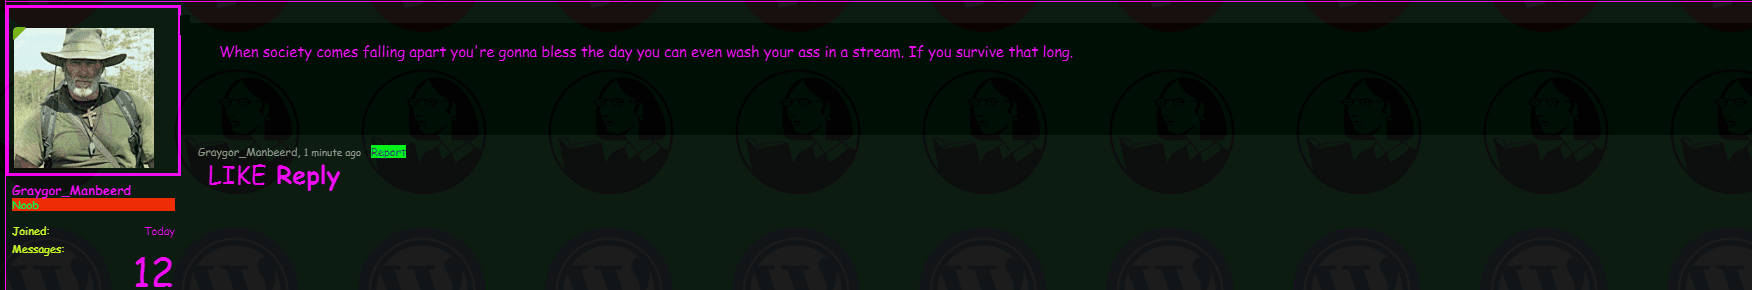 When society comes falling apart you're gonna bless the day you can even wash your ass in a stream. If you survive that long.
Graygor_Manbeerd, 1 minute ago Report
LIKE Reply
Graygor_Manbeerd
Noob
Joined: Today
Messages:
12